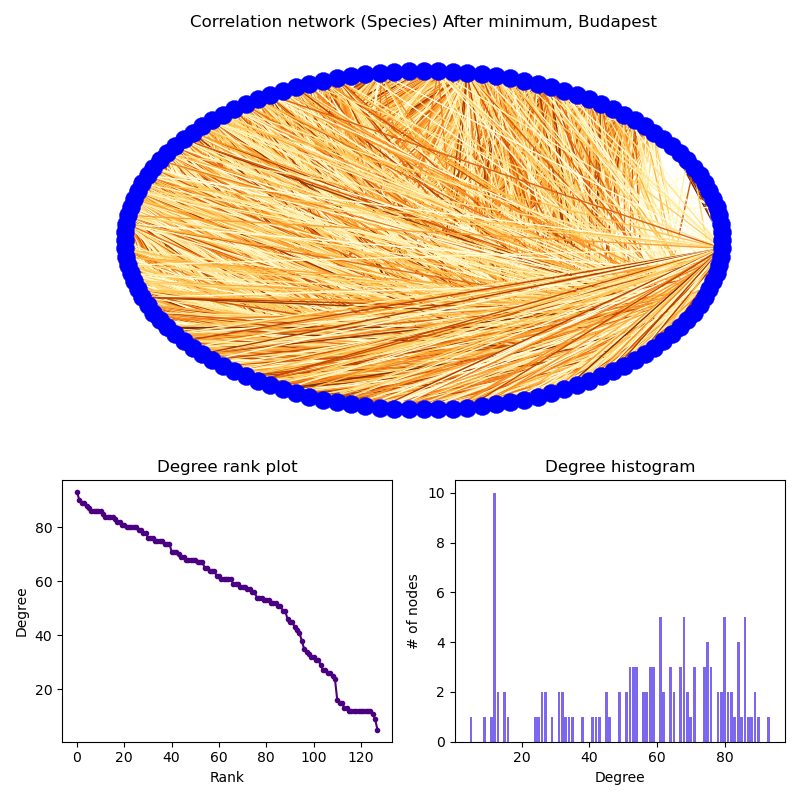 Correlation network (Species) After minimum, Budapest
Degree rank plot
Degree
80
60
40
20
0 20 40 60 80 100 120
Rank
Degree histogram
# of nodes
10
8
6
4
2
0
20 40 60 80
Degree